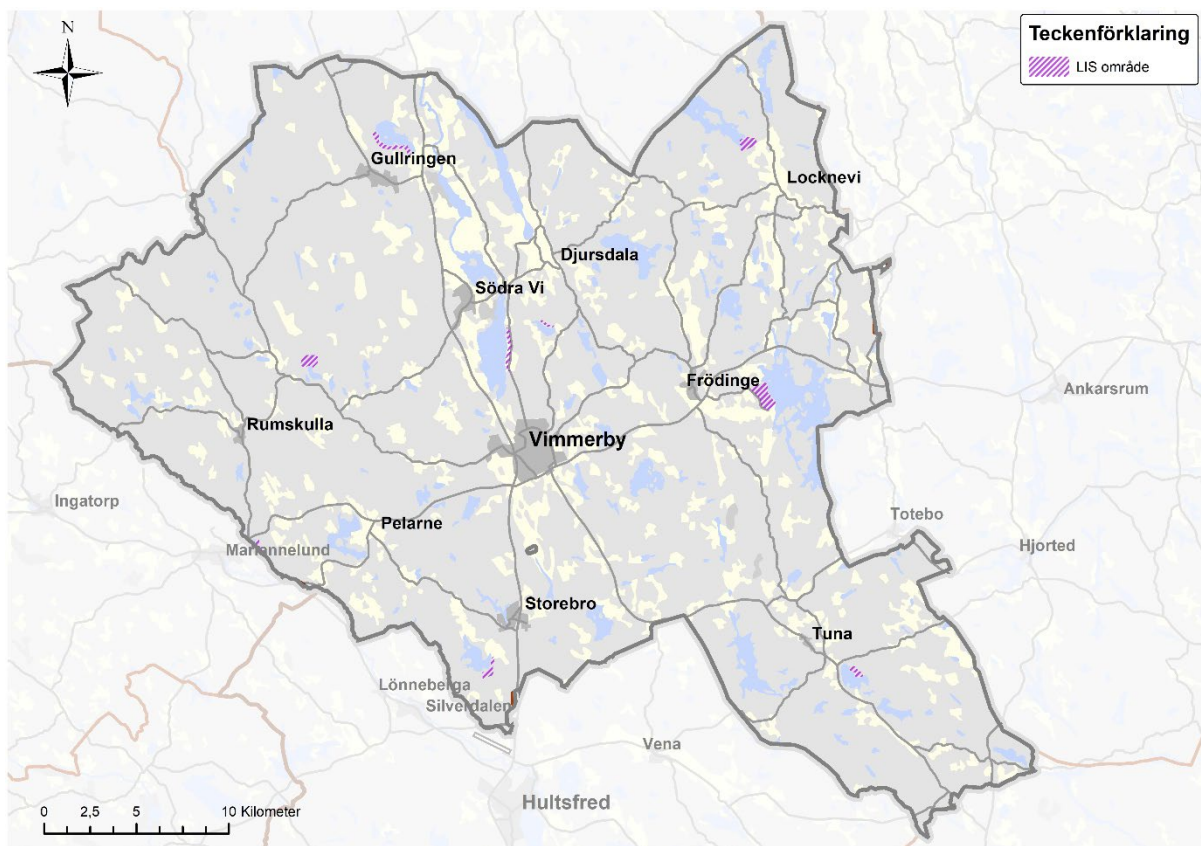 N
Teckenförklaring
LIS område
Gullringen
Locknevi
Djursdala
Södra Vi
Frödinge
Ankarsrum
Rumskulla
Vimmerby
Ingatorp
Pelarne
Totebo
Mariannelund
Hjorted
Storebro
Tuna
Lönneberga
Silverdalen
Vena
Hultsfred
0 2,5 5 10 Kilometer